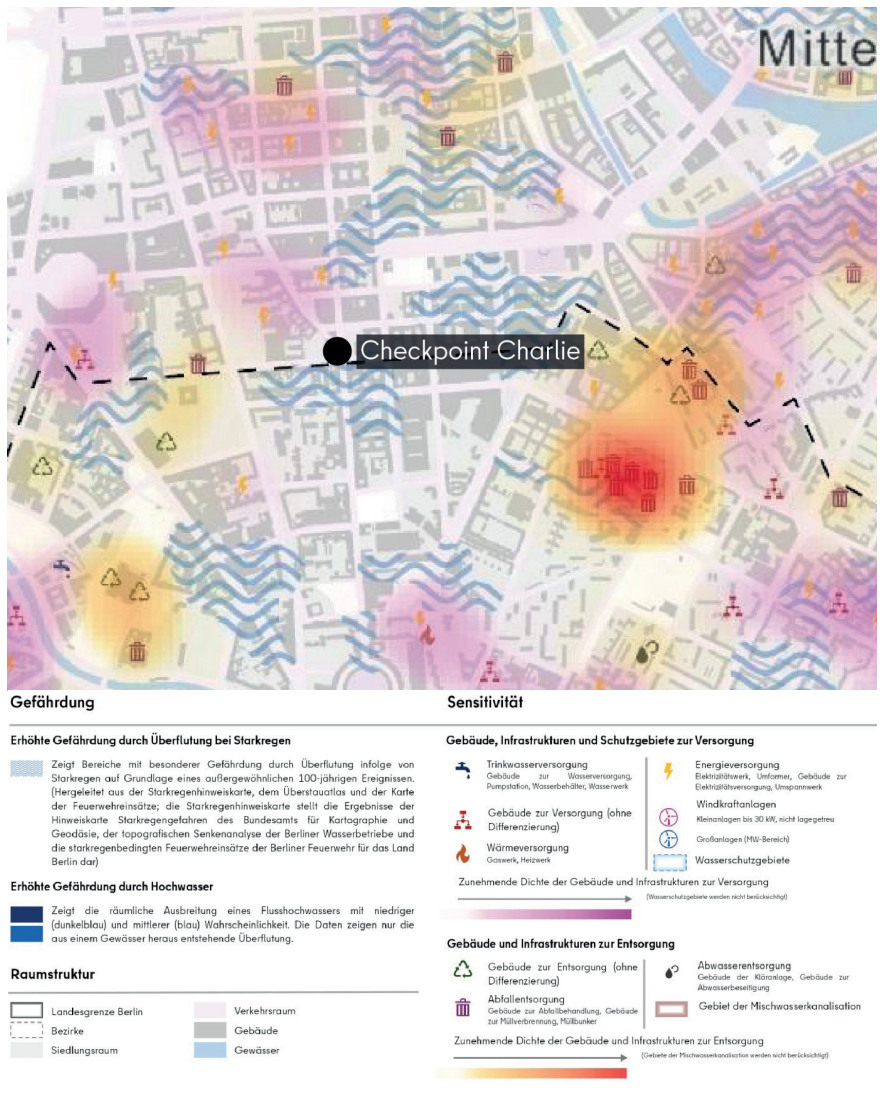 Mitte
Checkpoint Charlie
Gefährdung
Erhöhte Gefährdung durch Überflutung bei Starkregen
Zeigt Bereiche mit besonderer Gefährdung durch Überflutung infolge von
Starkregen auf Grundlage eines außergewöhnlichen 100-jährigen Ereignissen.
(Hergeleitet aus der Starkregenhinweiskarte, dem Überstauatlas und der Karte
der Feuerwehreinsätze; die Starkregenhinweiskarte stellt die Ergebnisse der
Hinweiskarte Starkregengefahren des Bundesamts für Kartographie und
Geodäsie, der topografischen Senkenanalyse der Berliner Wasserbetriebe und
die starkregenbedingten Feuerwehreinsätze der Berliner Feuerwehr für das Land
Berlin dar)
Erhöhte Gefährdung durch Hochwasser
Zeigt die räumliche Ausbreitung eines Flusshochwassers mit niedriger
(dunkelblau) und mittlerer (blau) Wahrscheinlichkeit. Die Daten zeigen nur die
aus einem Gewässer heraus entstehende Überflutung.
Raumstruktur
Landesgrenze Berlin
Bezirke
Siedlungsraum
Verkehrsraum
Gebäude
Gewässer
Sensitivität
Gebäude, Infrastrukturen und Schutzgebiete zur Versorgung
Trinkwasserversorgung
Gebäude zur Wasserversorgung,
Pumpstation, Wasserbehälter, Wasserwerk
Gebäude zur Versorgung (ohne
Differenzierung)
Wärmeversorgung
Gaswerk, Heizwerk
Energieversorgung
Elektrizitätswerk, Umformer, Gebäude zur
Elektrizitätsversorgung, Umspannwerk
Windkraftanlagen
Kleinanlagen bis 30 kW, nicht lagegetreu
Großanlagen (MW-Bereich)
Wasserschutzgebiete
Zunehmende Dichte der Gebäude und Infrastrukturen zur Versorgung
(Wasserschutzgebiete werden nicht berücksichtigt)
Gebäude und Infrastrukturen zur Entsorgung
Gebäude zur Entsorgung (ohne
Differenzierung)
Abfallentsorgung
Gebäude zur Abfallbehandlung, Gebäude
zur Müllverbrennung, Müllbunker
Abwasserentsorgung
Gebäude der Kläranlage, Gebäude zur
Abwasserbeseitigung
Gebiet der Mischwasserkanalisation
Zunehmende Dichte der Gebäude und Infrastrukturen zur Entsorgung
(Gebiete der Mischwasserkanalisation werden nicht berücksichtigt)